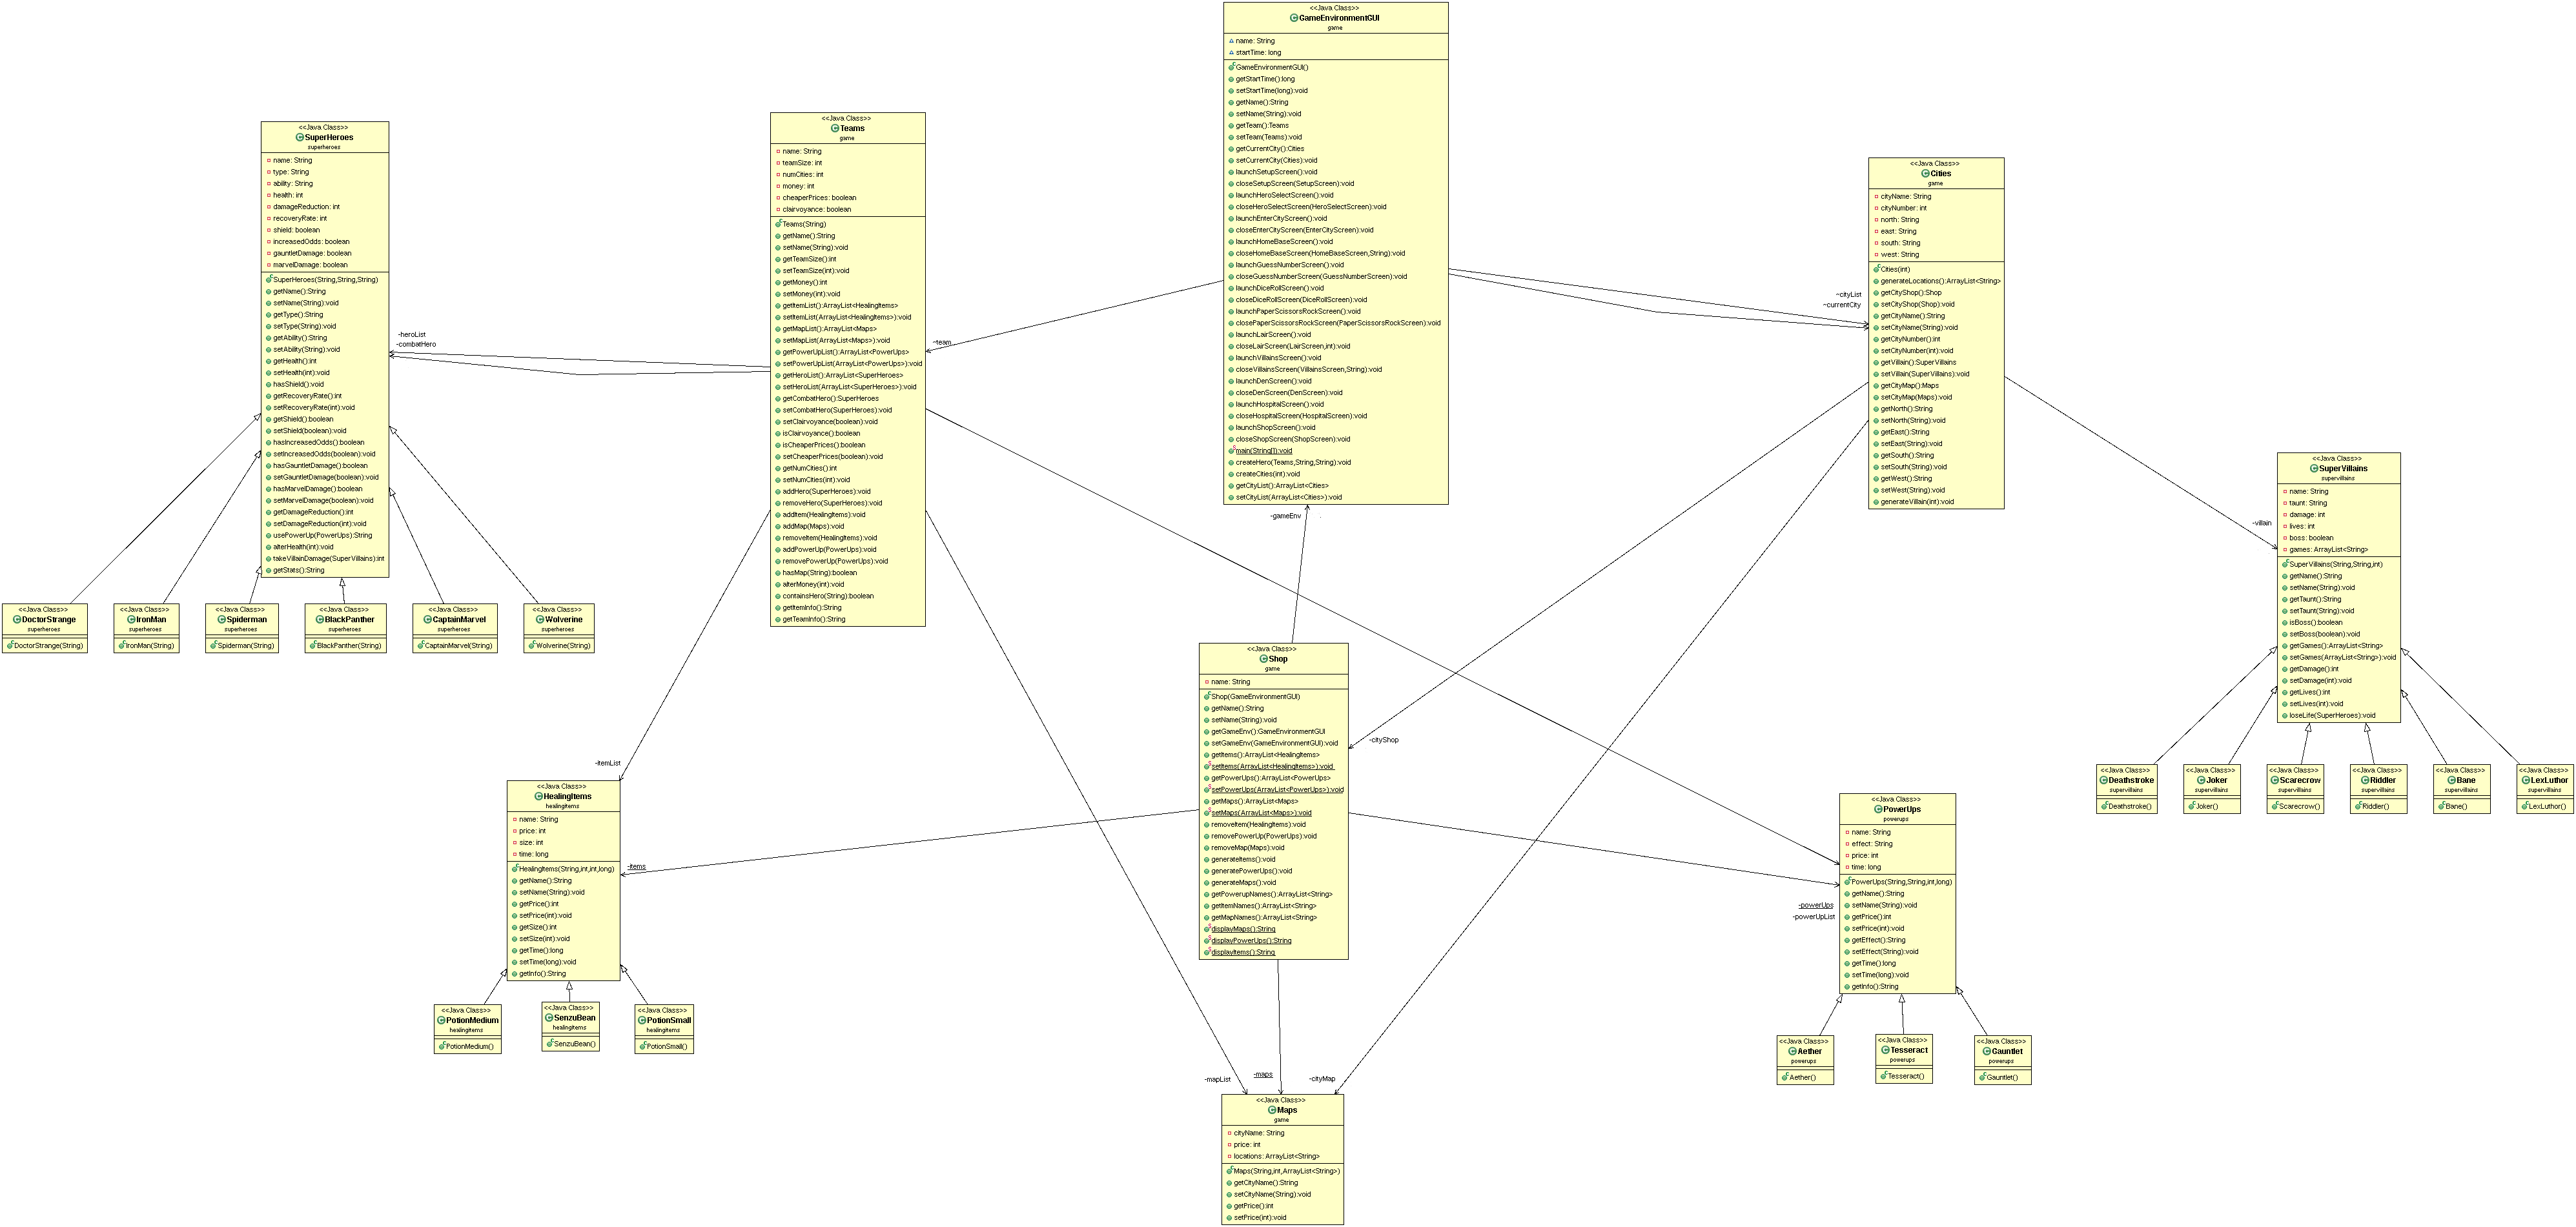 <<Java Class>>
GameEnvironmentGUI
game
name: String
startTime: long
GameEnvironmentGUI()
getStartTime():long
setStartTime(long):void
getName():String
setName(String):void
getTeam():Teams
setTeam(Teams):void
getCurrentCity():Cities
setCurrentCity(Cities):void
launchSetupScreen():void
closeSetupScreen(SetupScreen):void
launchHeroSelectScreen():void
closeHeroSelectScreen(HeroSelectScreen):void
launchEnterCityScreen():void
closeEnterCityScreen(EnterCityScreen):void
launchHomeBaseScreen():void
closeHomeBaseScreen(HomeBaseScreen,String):void
launchGuessNumberScreen():void
closeGuessNumberScreen(GuessNumberScreen):void
launchDiceRollScreen():void
closeDiceRollScreen(DiceRollScreen):void
launchPaperScissorsRockScreen():void
closePaperScissorsRockScreen(PaperScissorsRockScreen):void
launchLairScreen():void
closeLairScreen(LairScreen,int):void
launchVillainsScreen():void
closeVillainsScreen(VillainsScreen,String):void
launchDenScreen():void
closeDenScreen(DenScreen):void
launchHospitalScreen():void
closeHospitalScreen(HospitalScreen):void
launchShopScreen():void
closeShopScreen(ShopScreen):void
main(String[]):void
createHero(Teams,String,String):void
createCities(int):void
getCityList():ArrayList<Cities>
setCityList(ArrayList<Cities>):void
<<Java Class>>
SuperHeroes
superheroes
name: String
type: String
ability: String
health: int
damageReduction: int
recoveryRate: int
shield: boolean
increasedOdds: boolean
gauntletDamage: boolean
marvelDamage: boolean
SuperHeroes(String,String,String)
getName():String
setName(String):void
getType():String
setType(String):void
getAbility():String
setAbility(String):void
getHealth():int
setHealth(int):void
hasShield():void
getRecoveryRate():int
setRecoveryRate(int):void
getShield():boolean
setShield(boolean):void
hasIncreasedOdds():boolean
setIncreasedOdds(boolean):void
hasGauntletDamage():boolean
setGauntletDamage(boolean):void
hasMarvelDamage():boolean
setMarvelDamage(boolean):void
getDamageReduction():int
setDamageReduction(int):void
usePowerUp(PowerUps):String
alterHealth(int):void
takeVillainDamage(SuperVillains):int
getStats():String
<<Java Class>>
Teams
game
name: String
teamSize: int
numCities: int
money: int
cheaperPrices: boolean
clairvoyance: boolean
Teams(String)
getName():String
setName(String):void
getTeamSize():int
setTeamSize(int):void
getMoney():int
setMoney(int):void
getItemList():ArrayList<HealingItems>
setItemList(ArrayList<HealingItems>):void
getMapList():ArrayList<Maps>
setMapList(ArrayList<Maps>):void
getPowerUpList():ArrayList<PowerUps>
setPowerUpList(ArrayList<PowerUps>):void
getHeroList():ArrayList<SuperHeroes>
setHeroList(ArrayList<SuperHeroes>):void
getCombatHero():SuperHeroes
setCombatHero(SuperHeroes):void
setClairvoyance(boolean):void
isClairvoyance():boolean
isCheaperPrices():boolean
setCheaperPrices(boolean):void
getNumCities():int
setNumCities(int):void
addHero(SuperHeroes):void
removeHero(SuperHeroes):void
addItem(HealingItems):void
addMap(Maps):void
removeItem(HealingItems):void
addPowerUp(PowerUps):void
removePowerUp(PowerUps):void
hasMap(String):boolean
alterMoney(int):void
containsHero(String):boolean
getItemInfo():String
getTeamInfo():String
<<Java Class>>
Cities
game
cityName: String
cityNumber: int
north: String
east: String
south: String
west: String
Cities(int)
generateLocations():ArrayList<String>
getCityShop():Shop
setCityShop(Shop):void
getCityName():String
setCityName(String):void
getCityNumber():int
setCityNumber(int):void
getVillain():SuperVillains
setVillain(SuperVillains):void
getCityMap():Maps
setCityMap(Maps):void
getNorth():String
setNorth(String):void
getEast():String
setEast(String):void
getSouth():String
setSouth(String):void
getWest():String
setWest(String):void
generateVillain(int):void
-heroList
-combatHero
~team
~cityList
~currentCity
-gameEnv
-villain
<<Java Class>>
SuperVillains
supervillains
name: String
taunt: String
damage: int
lives: int
boss: boolean
games: ArrayList<String>
SuperVillains(String,String,int)
getName():String
setName(String):void
getTaunt():String
setTaunt(String):void
isBoss():boolean
setBoss(boolean):void
getGames():ArrayList<String>
setGames(ArrayList<String>):void
getDamage():int
setDamage(int):void
getLives():int
setLives(int):void
loseLife(SuperHeroes):void
<<Java Class>>
DoctorStrange
superheroes
DoctorStrange(String)
<<Java Class>>
IronMan
superheroes
IronMan(String)
<<Java Class>>
Spiderman
superheroes
Spiderman(String)
<<Java Class>>
BlackPanther
superheroes
BlackPanther(String)
<<Java Class>>
CaptainMarvel
superheroes
CaptainMarvel(String)
<<Java Class>>
Wolverine
superheroes
Wolverine(String)
<<Java Class>>
Shop
game
name: String
Shop(GameEnvironmentGUI)
getName():String
setName(String):void
getGameEnv():GameEnvironmentGUI
setGameEnv(GameEnvironmentGUI):void
getItems():ArrayList<HealingItems>
setItems(ArrayList<HealingItems>):void
getPowerUps():ArrayList<PowerUps>
setPowerUps(ArrayList<PowerUps>):void
getMaps():ArrayList<Maps>
setMaps(ArrayList<Maps>):void
removeItem(HealingItems):void
removePowerUp(PowerUps):void
removeMap(Maps):void
generateItems():void
generatePowerUps():void
generateMaps():void
getPowerupNames():ArrayList<String>
getItemNames():ArrayList<String>
getMapNames():ArrayList<String>
displayMaps():String
displayPowerUps():String
displayItems():String
-cityShop
-itemList
-items
-powerUps
-powerUpList
<<Java Class>>
Deathstroke
supervillains
Deathstroke()
<<Java Class>>
Joker
supervillains
Joker()
<<Java Class>>
Scarecrow
supervillains
Scarecrow()
<<Java Class>>
Riddler
supervillains
Riddler()
<<Java Class>>
Bane
supervillains
Bane()
<<Java Class>>
LexLuthor
supervillains
LexLuthor()
<<Java Class>>
HealingItems
healingitems
name: String
price: int
size: int
time: long
HealingItems(String,int,int,long)
getName():String
setName(String):void
getPrice():int
setPrice(int):void
getSize():int
setSize(int):void
getTime():long
setTime(long):void
getInfo():String
<<Java Class>>
PowerUps
powerups
name: String
effect: String
price: int
time: long
PowerUps(String,String,int,long)
getName():String
setName(String):void
getPrice():int
setPrice(int):void
getEffect():String
setEffect(String):void
getTime():long
setTime(long):void
getInfo():String
<<Java Class>>
PotionMedium
healingitems
PotionMedium()
<<Java Class>>
SenzuBean
healingitems
SenzuBean()
<<Java Class>>
PotionSmall
healingitems
PotionSmall()
<<Java Class>>
Aether
powerups
Aether()
<<Java Class>>
Tesseract
powerups
Tesseract()
<<Java Class>>
Gauntlet
powerups
Gauntlet()
-mapList
-maps
-cityMap
<<Java Class>>
Maps
game
cityName: String
price: int
locations: ArrayList<String>
Maps(String,int,ArrayList<String>)
getCityName():String
setCityName(String):void
getPrice():int
setPrice(int):void